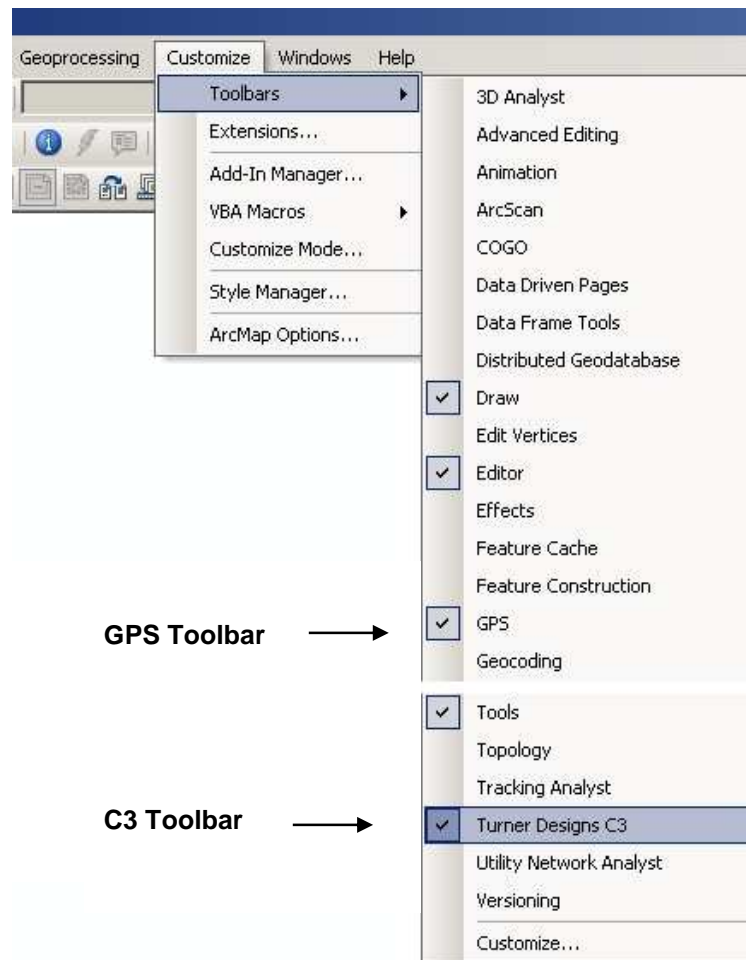 Geoprocessing Customize Windows Help
Toolbars
Extensions...
Add-In Manager...
VBA Macros
Customize Mode...
Style Manager...
ArcMap Options...
3D Analyst
Advanced Editing
Animation
ArcScan
COGO
Data Driven Pages
Data Frame Tools
Distributed Geodatabase
Draw
Edit Vertices
Editor
Effects
Feature Cache
Feature Construction
GPS Toolbar
GPS
Geocoding
Tools
Topology
Tracking Analyst
C3 Toolbar
Turner Designs C3
Utility Network Analyst
Versioning
Customize...